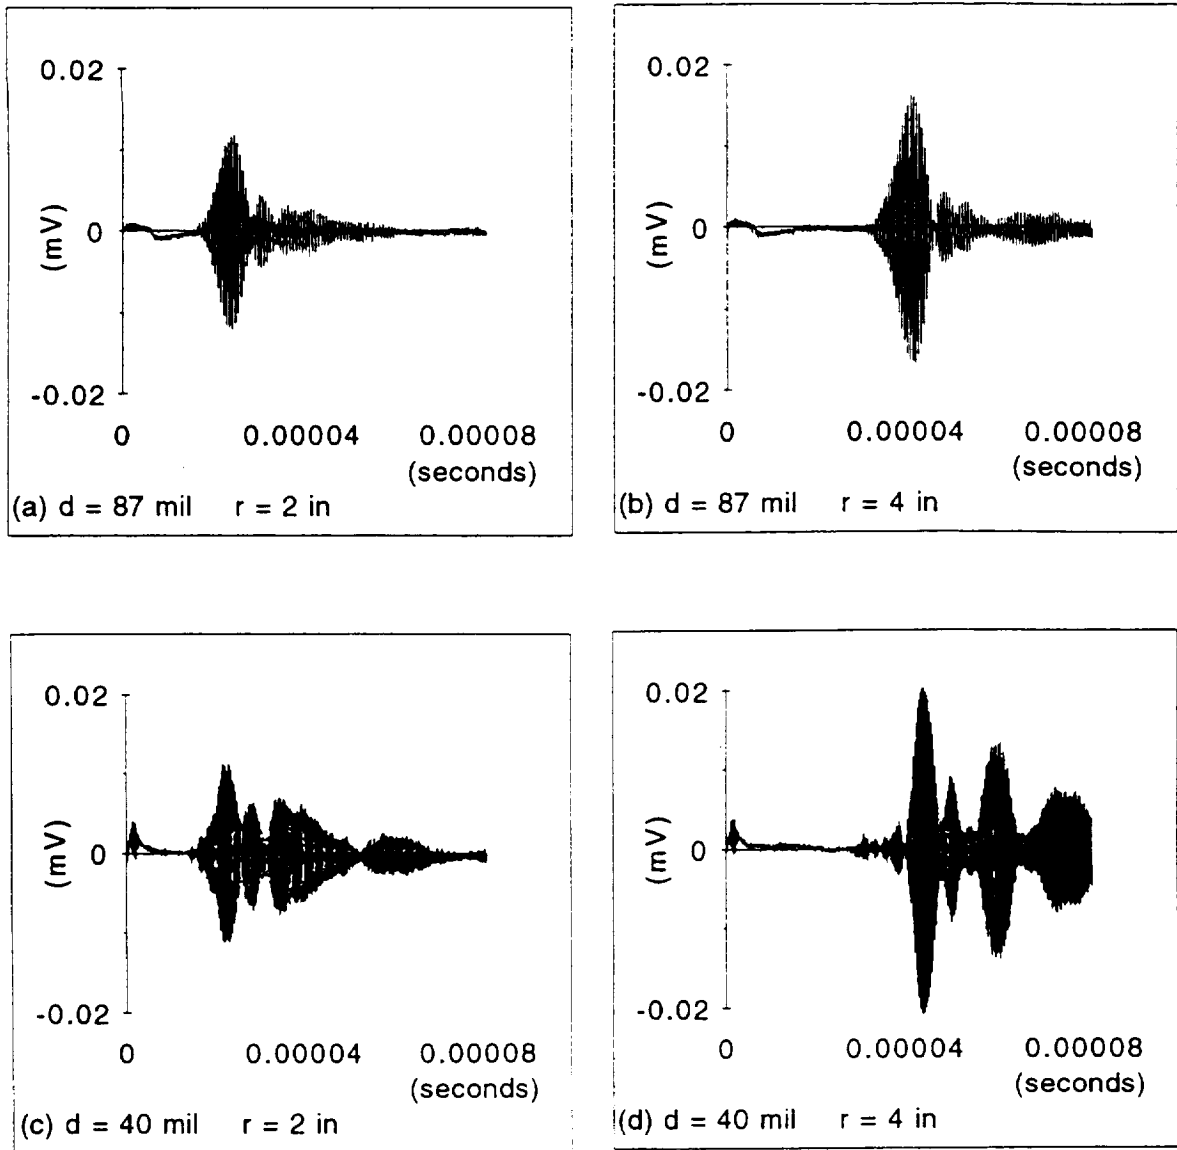 0.02
(mV)
0
-0.02
0 0.00004 0.00008
(seconds)
(a) d = 87 mil r = 2 in
0.02
(mV)
0
-0.02
0 0.00004 0.00008
(seconds)
(b) d = 87 mil r = 4 in
0.02
(mV)
0
-0.02
0 0.00004 0.00008
(seconds)
(c) d = 40 mil r = 2 in
0.02
(mV)
0
-0.02
0 0.00004 0.00008
(seconds)
(d) d = 40 mil r = 4 in